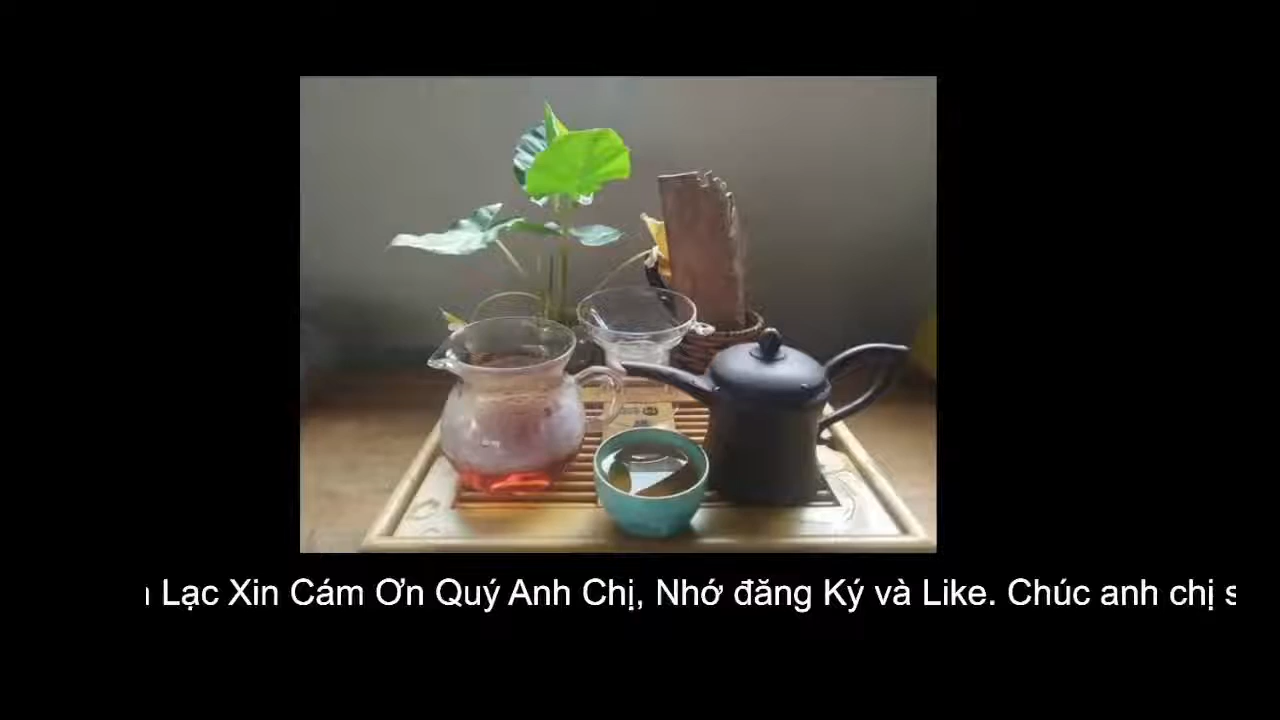 Lạc Xin Cám Ơn Quý Anh Chị, Nhớ đăng Ký và Like. Chúc anh chị s